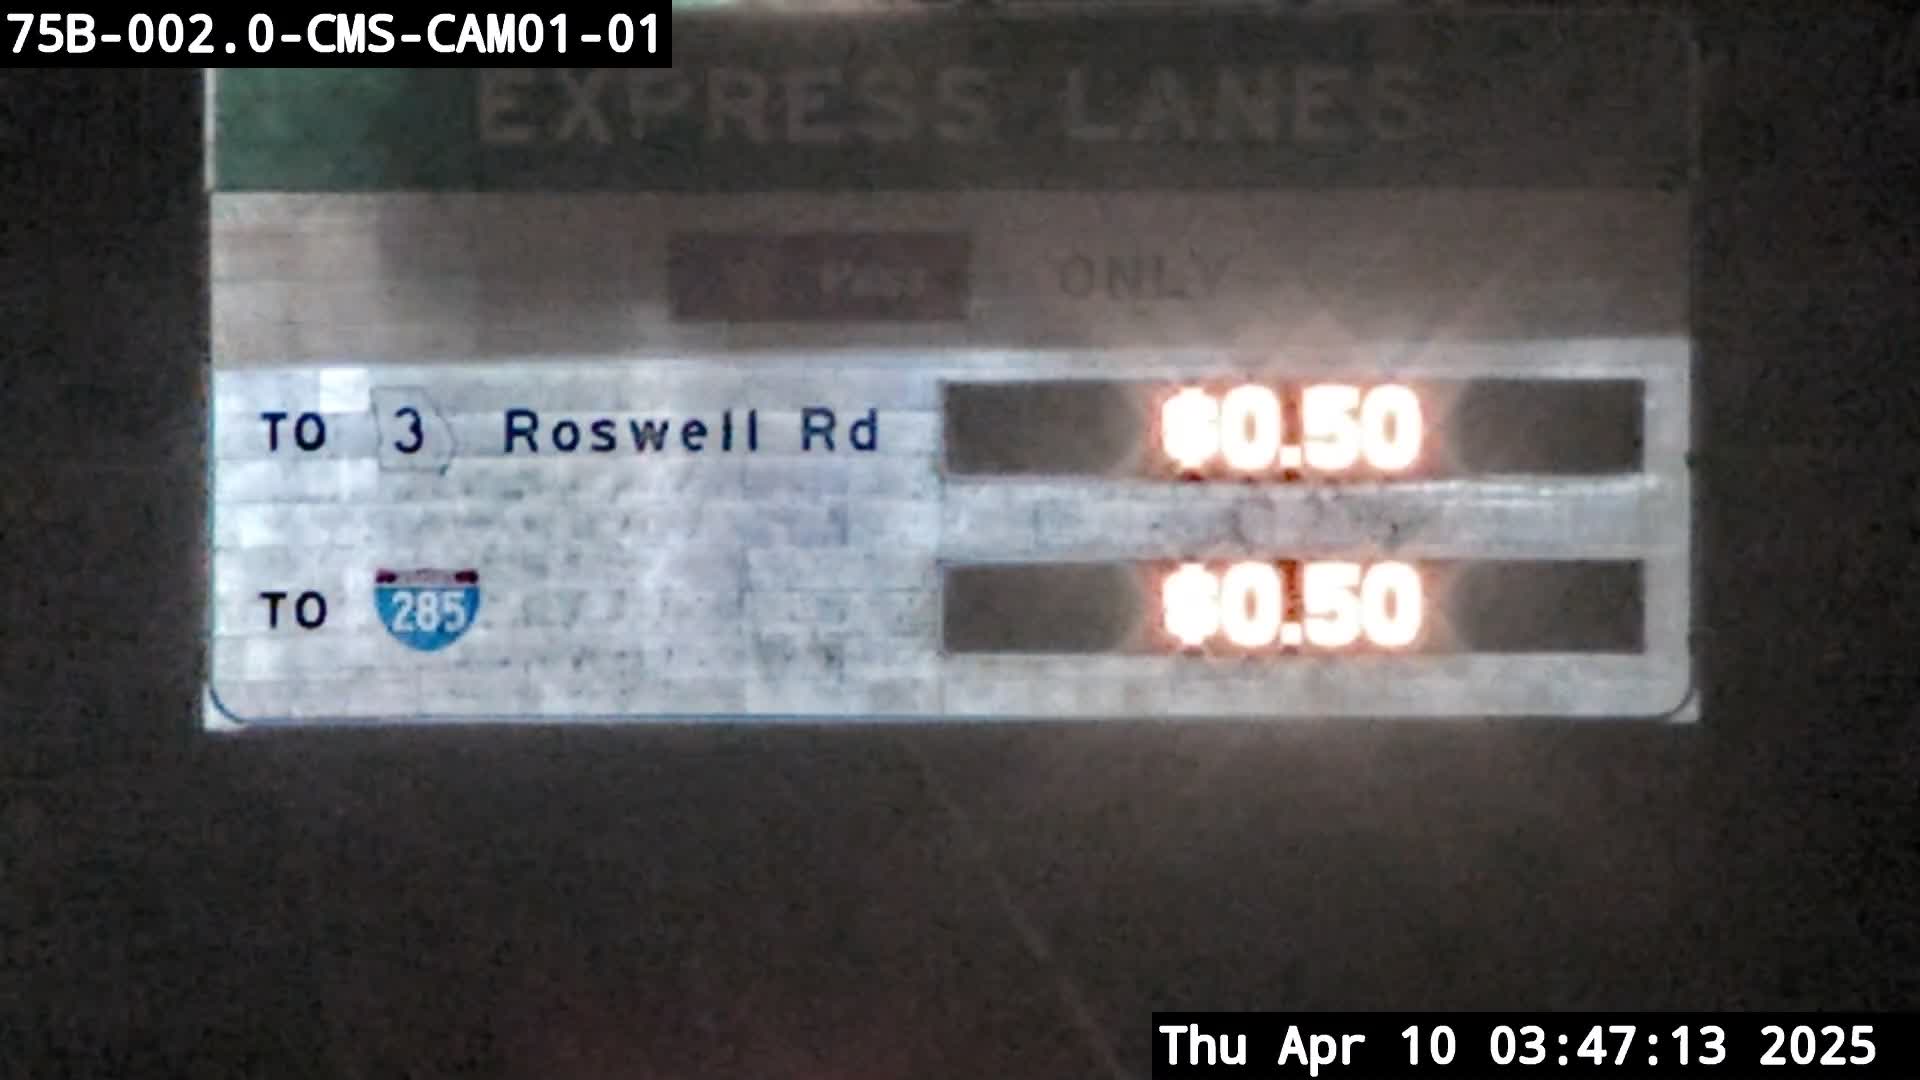 75B-002.0-CMS-CAM01-01
EXPRESS LANES
ONLY
TO 3 Roswell Rd $0.50
TO 285 $0.50
Thu Apr 10 03:47:13 2025